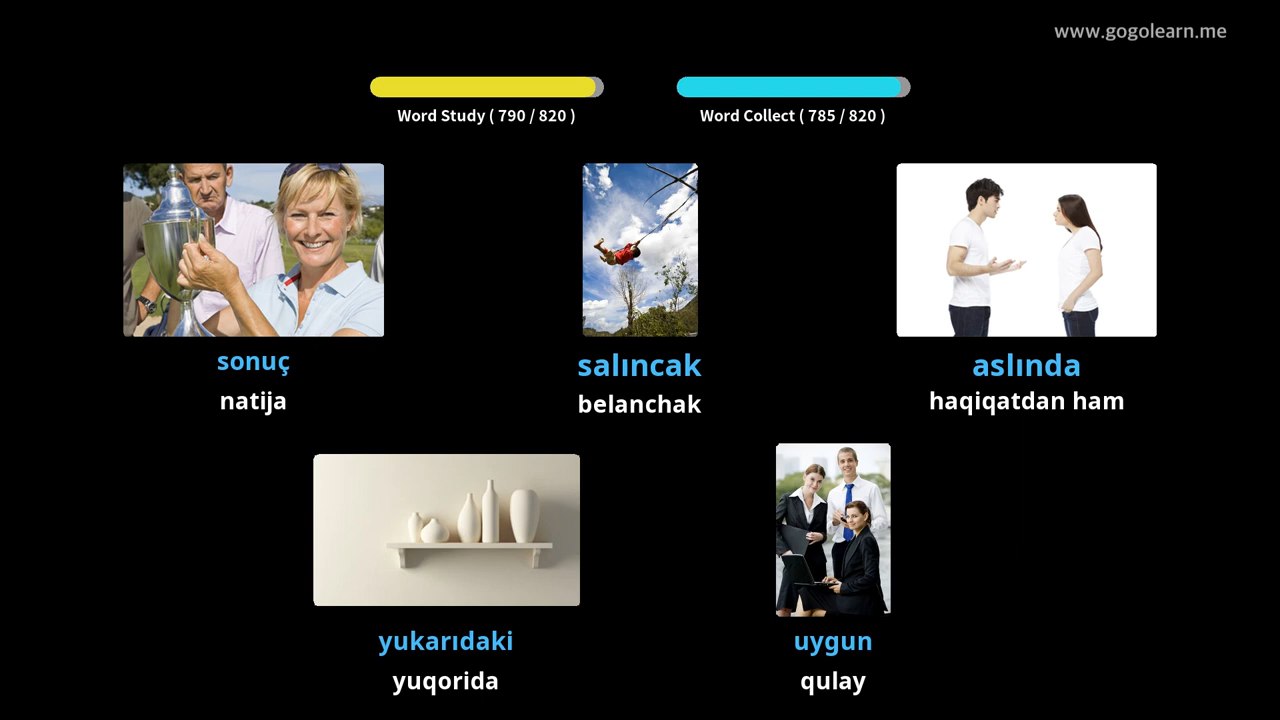 www.gogolearn.me
Word Study ( 790 / 820 )
Word Collect ( 785 / 820 )
sonuç
natija
salıncak
belanchak
aslında
haqiqatdan ham
yukarıdaki
yuqorida
uygun
qulay